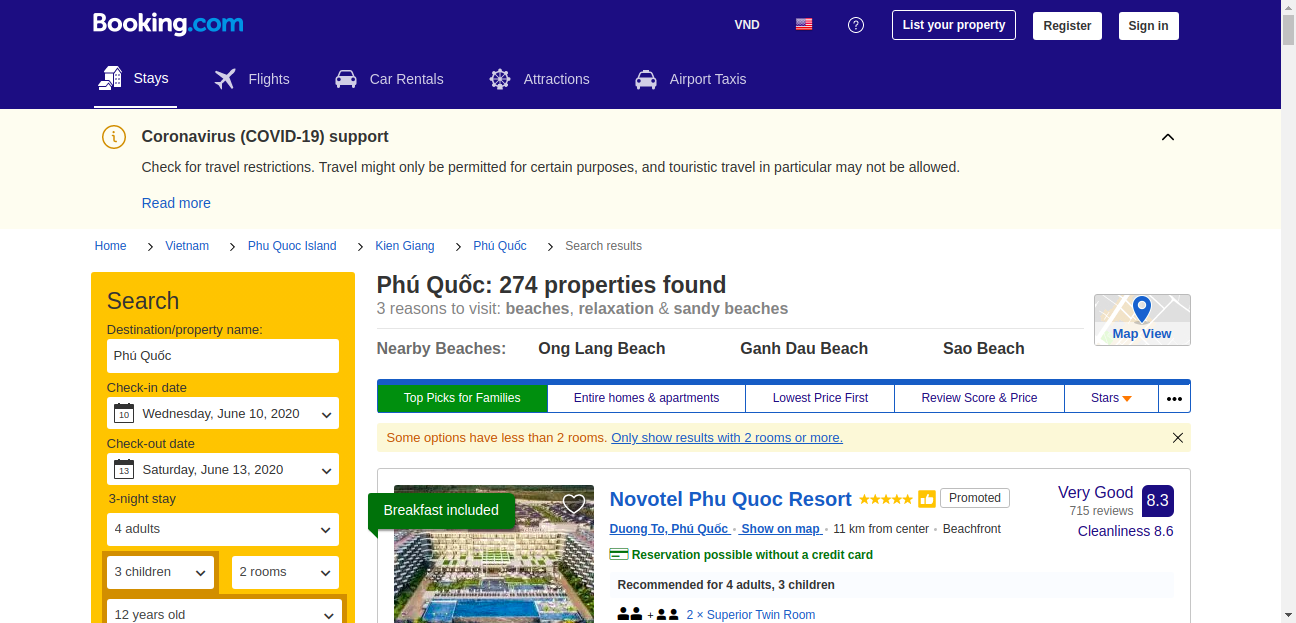 Booking.com
VND
List your property
Register
Sign in
Stays
Flights
Car Rentals
Attractions
Airport Taxis
Coronavirus (COVID-19) support
Check for travel restrictions. Travel might only be permitted for certain purposes, and touristic travel in particular may not be allowed.
Read more
Home
Vietnam
Phu Quoc Island
Kien Giang
Phú Quốc
Search results
Search
Destination/property name:
Phú Quốc
Check-in date
10
Wednesday, June 10, 2020
Check-out date
13
Saturday, June 13, 2020
3-night stay
4 adults
3 children
2 rooms
12 years old
Phú Quốc: 274 properties found
3 reasons to visit: beaches, relaxation & sandy beaches
Map View
Nearby Beaches:
Ong Lang Beach
Ganh Dau Beach
Sao Beach
Top Picks for Families
Entire homes & apartments
Lowest Price First
Review Score & Price
Stars
Some options have less than 2 rooms. Only show results with 2 rooms or more.
Breakfast included
Novotel Phu Quoc Resort
Promoted
Very Good
715 reviews
8.3
Cleanliness 8.6
Duong To, Phú Quốc • Show on map • 11 km from center • Beachfront
Reservation possible without a credit card
Recommended for 4 adults, 3 children
+
2 × Superior Twin Room